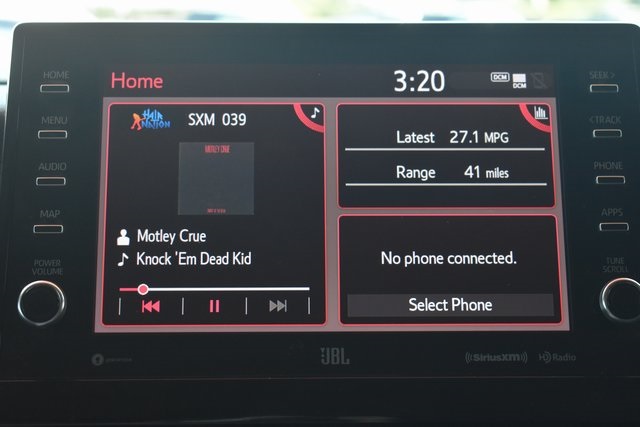 HOME
MENU
AUDIO
MAP
POWER
VOLUME
Home
3:20
DCM
DCM
HAIR
NATION
SXM 039
MOTLEY CRUE
Motley Crue
Knock 'Em Dead Kid
Latest 27.1 MPG
Range 41 miles
No phone connected.
Select Phone
SEEK >
< TRACK
PHONE
APPS
TUNE
SCROLL
JBL
SiriusXM
HD Radio